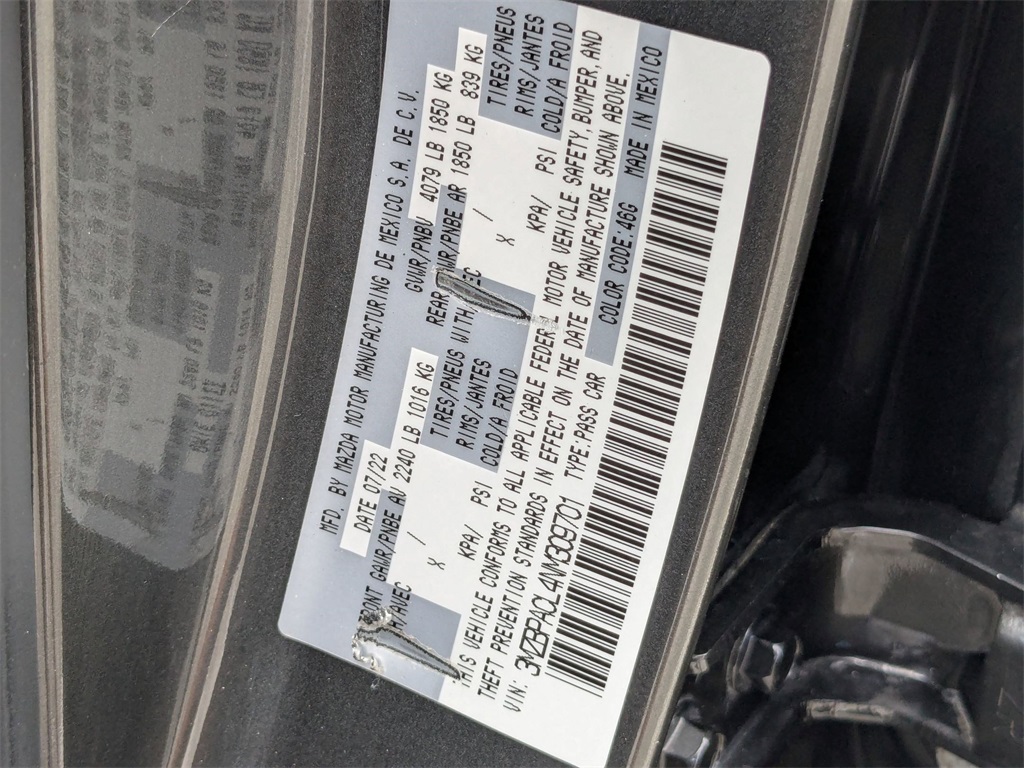 MFD. BY MAZDA MOTOR MANUFACTURING DE MEXICO S.A. DE C.V.
DATE 07/22 GVWR/PNBV 4079 LB 1850 KG
FRONT GAWR/PNBE AV 2240 LB 1016 KG REAR GAWR/PNBE AR 1850 LB 839 KG
WITH/AVEC TIRES/PNEUS WITH/AVEC TIRES/PNEUS
X / RIMS/JANTES X / RIMS/JANTES
KPA/ PSI COLD/A FROID KPA/ PSI COLD/A FROID
THIS VEHICLE CONFORMS TO ALL APPLICABLE FEDERAL MOTOR VEHICLE SAFETY, BUMPER, AND
THEFT PREVENTION STANDARDS IN EFFECT ON THE DATE OF MANUFACTURE SHOWN ABOVE.
VIN: 3MZBPACL4NM309701 TYPE:PASS CAR COLOR CODE:46G MADE IN MEXICO